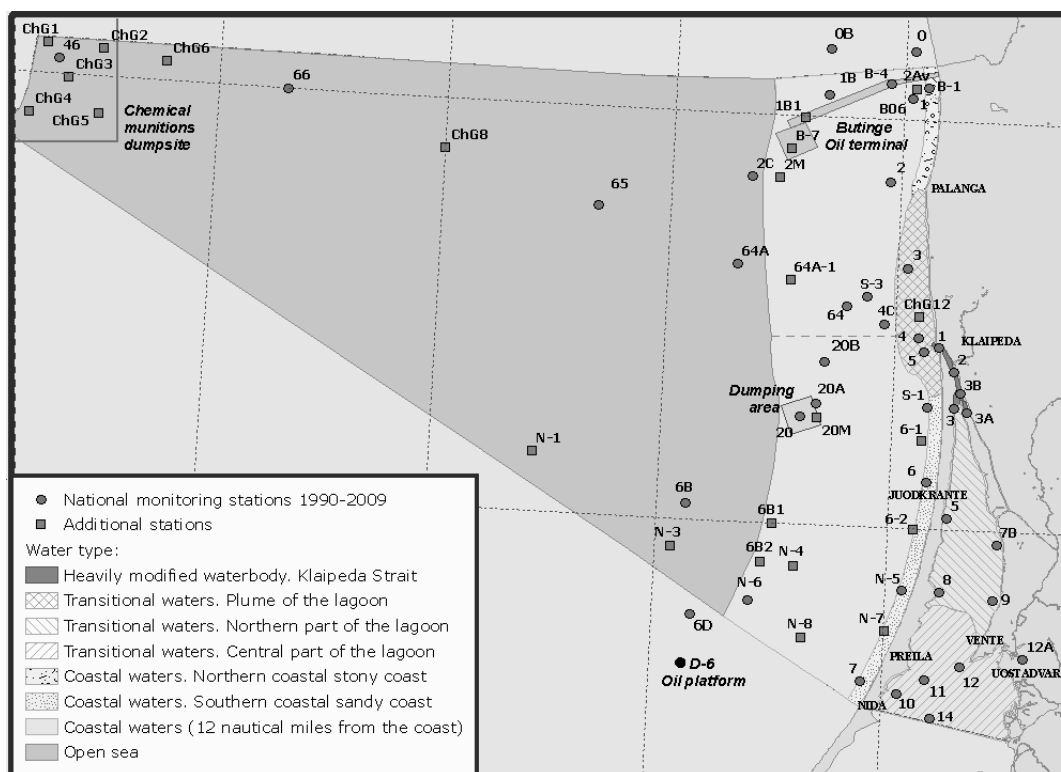 ChG1
46
ChG2
ChG6
ChG3
ChG4
ChG5
Chemical
munitions
dumpsite
66
ChG8
65
0B
0
1B
B-4
2Av
B-1
1B1
B06
1
B-7
Butinge
Oil terminal
2C
2M
2
PALANGA
64A
64A-1
3
S-3
64
4C
ChG12
4
5
1
KLAIPEDA
20B
2
3B
Dumping
area
20A
S-1
3
3A
20
20M
6-1
N-1
6
JUODKRANTE
6B
6B1
6-2
5
7B
N-3
6B2
N-4
N-6
N-5
8
9
6D
N-8
N-7
VENTE
PREILA
12A
D-6
Oil platform
7
12
UOSTADVAR
11
NIDA
10
14
National monitoring stations 1990-2009
Additional stations
Water type:
Heavily modified waterbody. Klaipeda Strait
Transitional waters. Plume of the lagoon
Transitional waters. Northern part of the lagoon
Transitional waters. Central part of the lagoon
Coastal waters. Northern coastal stony coast
Coastal waters. Southern coastal sandy coast
Coastal waters (12 nautical miles from the coast)
Open sea